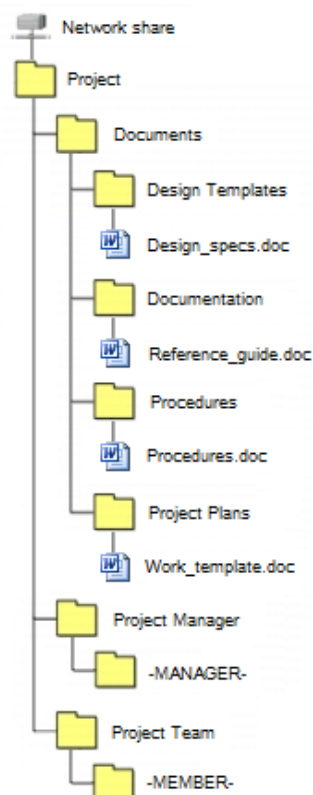 Network share
Project
Documents
Design Templates
Design_specs.doc
Documentation
Reference_guide.doc
Procedures
Procedures.doc
Project Plans
Work_template.doc
Project Manager
-MANAGER-
Project Team
-MEMBER-